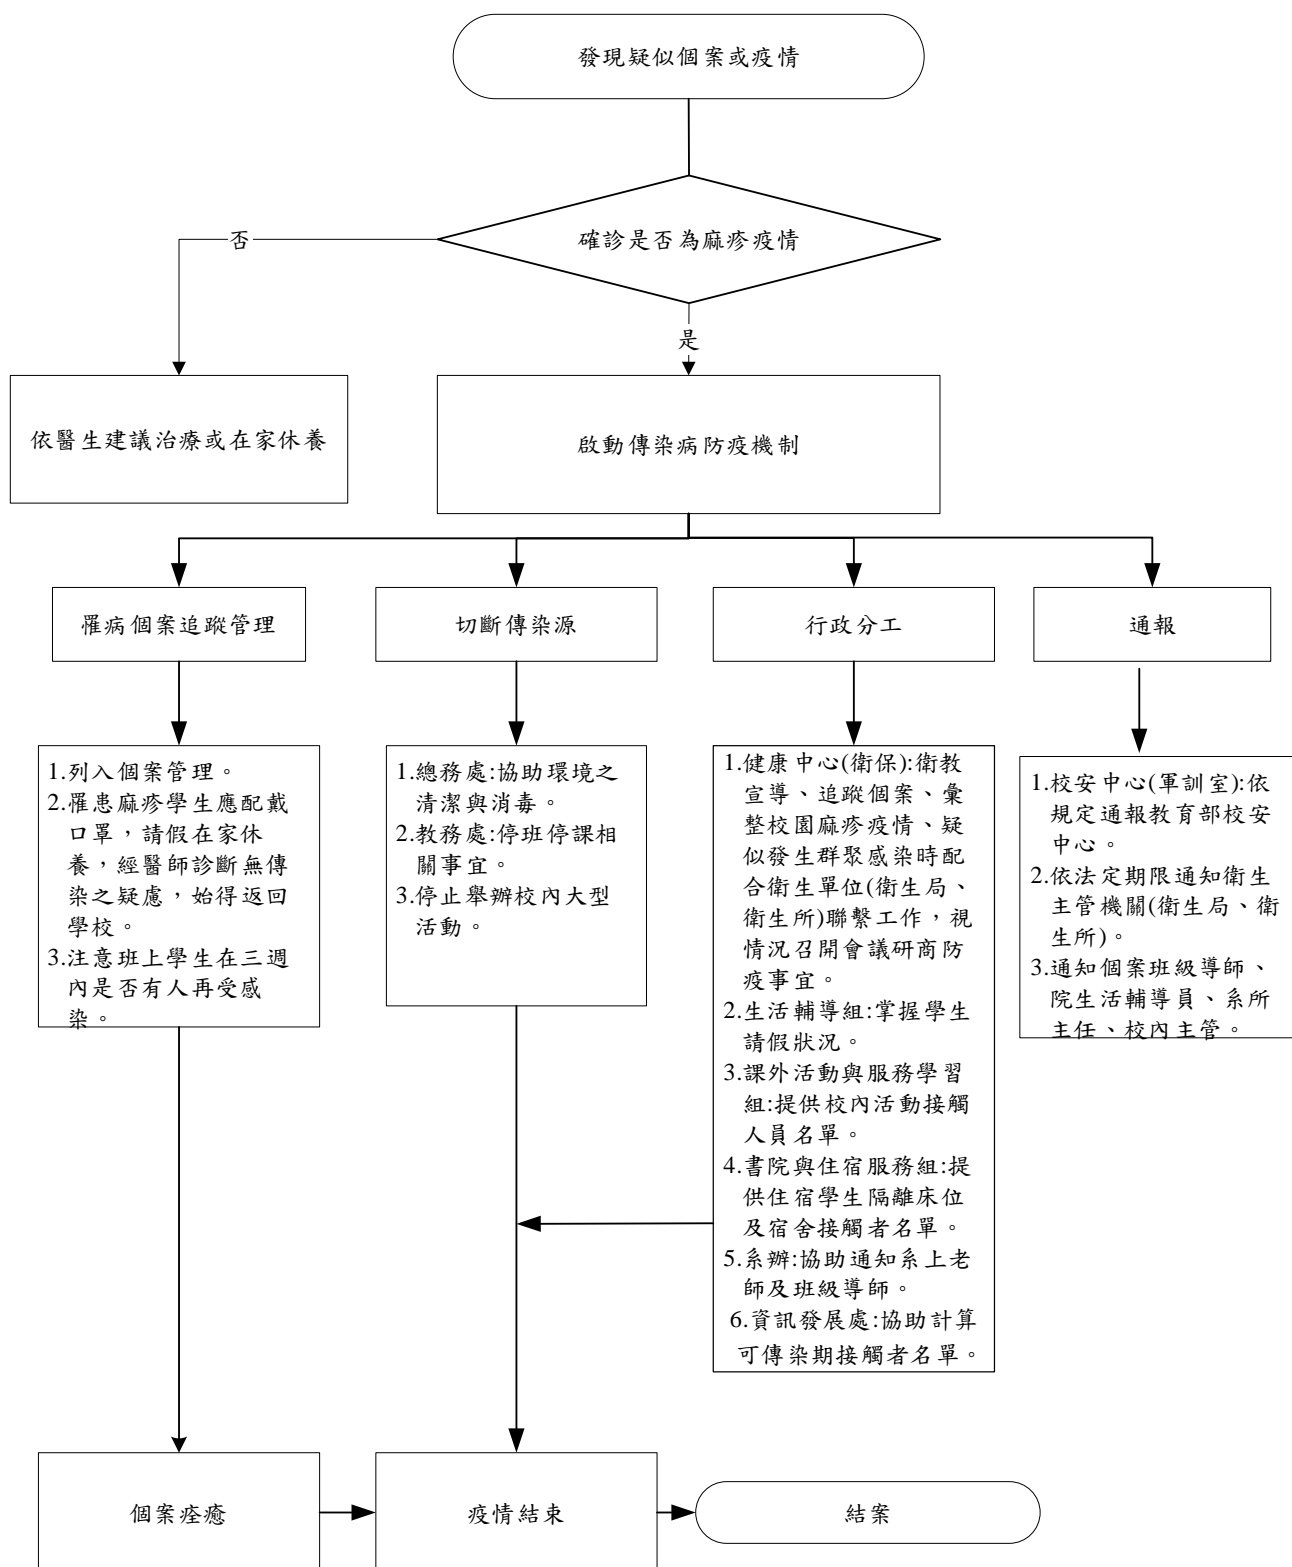 發現疑似個案或疫情
確診是否為麻疹疫情
否
是
依醫生建議治療或在家休養
啟動傳染病防疫機制
罹病個案追蹤管理
切斷傳染源
行政分工
通報
1.列入個案管理。
2.罹患麻疹學生應配戴
口罩，請假在家休
養，經醫師診斷無傳
染之疑慮，始得返回
學校。
3.注意班上學生在三週
內是否有人再受感
染。
1.總務處:協助環境之
清潔與消毒。
2.教務處:停班停課相
關事宜。
3.停止舉辦校內大型
活動。
1.健康中心(衛保):衛教
宣導、追蹤個案、彙
整校園麻疹疫情、疑
似發生群聚感染時配
合衛生單位(衛生局、
衛生所)聯繫工作，視
情況召開會議研商防
疫事宜。
2.生活輔導組:掌握學生
請假狀況。
3.課外活動與服務學習
組:提供校內活動接觸
人員名單。
4.書院與住宿服務組:提
供住宿學生隔離床位
及宿舍接觸者名單。
5.系辦:協助通知系上老
師及班級導師。
6.資訊發展處:協助計算
可傳染期接觸者名單。
1.校安中心(軍訓室):依
規定通報教育部校安
中心。
2.依法定期限通知衛生
主管機關(衛生局、衛
生所)。
3.通知個案班級導師、
院生活輔導員、系所
主任、校內主管。
個案痊癒
疫情結束
結案